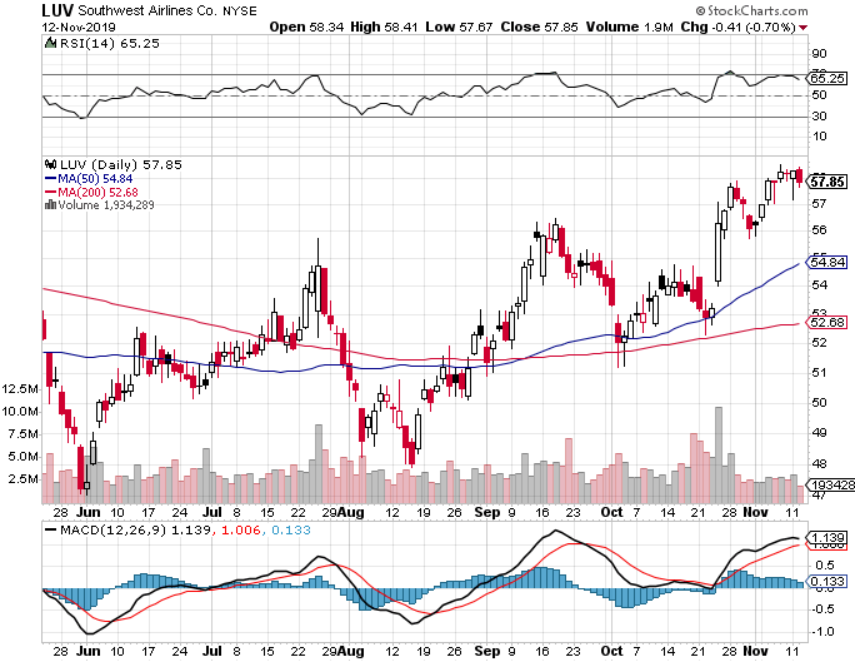 LUV Southwest Airlines Co. NYSE © StockCharts.com
12-Nov-2019 Open 58.34 High 58.41 Low 57.67 Close 57.85 Volume 1.9M Chg -0.41 (-0.70%)
RSI(14) 65.25
90
65.25
50
30
10
LUV (Daily) 57.85
MA(50) 54.84
MA(200) 52.68
Volume 1,934,289
57.85
57
56
54.84
54
53
52.68
52
51
12.5M
50
10.0M
7.5M
49
5.0M
48
2.5M
193428
47
28 Jun 10 17 24 Jul 8 15 22 29 Aug 12 19 26 Sep 9 16 23 Oct 7 14 21 28 Nov 11
MACD(12,26,9) 1.139, 1.006, 0.133
1.139
0.5
0.133
-0.5
-1.0
28 Jun 10 17 24 Jul 8 15 22 29 Aug 12 19 26 Sep 9 16 23 Oct 7 14 21 28 Nov 11